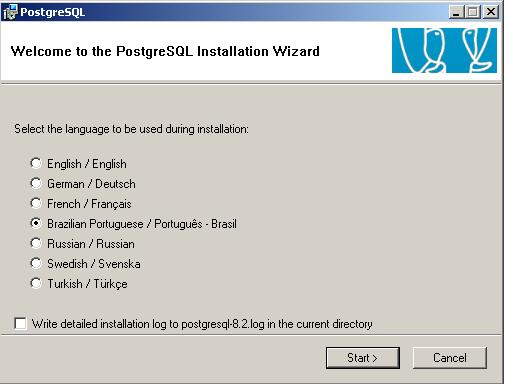 PostgreSQL
Welcome to the PostgreSQL Installation Wizard
Select the language to be used during installation:
English / English
German / Deutsch
French / Français
Brazilian Portuguese / Português - Brasil
Russian / Russian
Swedish / Svenska
Turkish / Türkçe
Write detailed installation log to postgresql-8.2.log in the current directory
Start >
Cancel